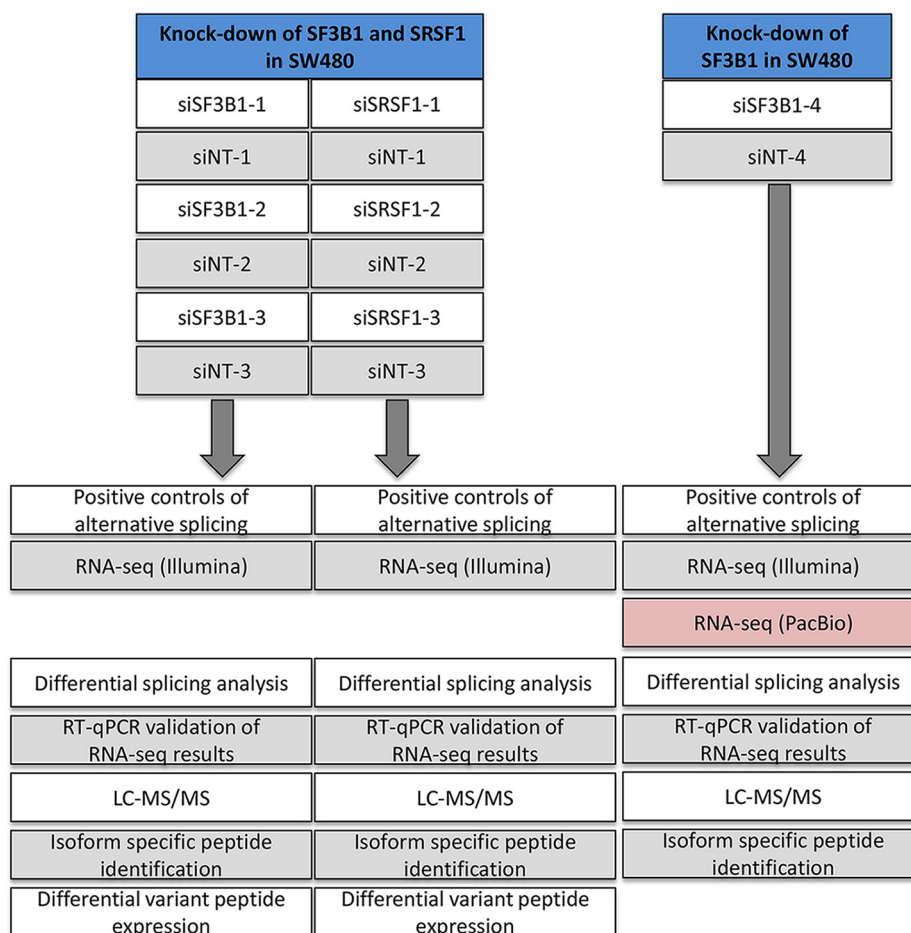 Knock-down of SF3B1 and SRSF1
in SW480
siSF3B1-1
siSRSF1-1
siNT-1
siNT-1
siSF3B1-2
siSRSF1-2
siNT-2
siNT-2
siSF3B1-3
siSRSF1-3
siNT-3
siNT-3
Knock-down of
SF3B1 in SW480
siSF3B1-4
siNT-4
Positive controls of
alternative splicing
RNA-seq (Illumina)
Differential splicing analysis
RT-qPCR validation of
RNA-seq results
LC-MS/MS
Isoform specific peptide
identification
Differential variant peptide
expression
Positive controls of
alternative splicing
RNA-seq (Illumina)
Differential splicing analysis
RT-qPCR validation of
RNA-seq results
LC-MS/MS
Isoform specific peptide
identification
Differential variant peptide
expression
Positive controls of
alternative splicing
RNA-seq (Illumina)
RNA-seq (PacBio)
Differential splicing analysis
RT-qPCR validation of
RNA-seq results
LC-MS/MS
Isoform specific peptide
identification